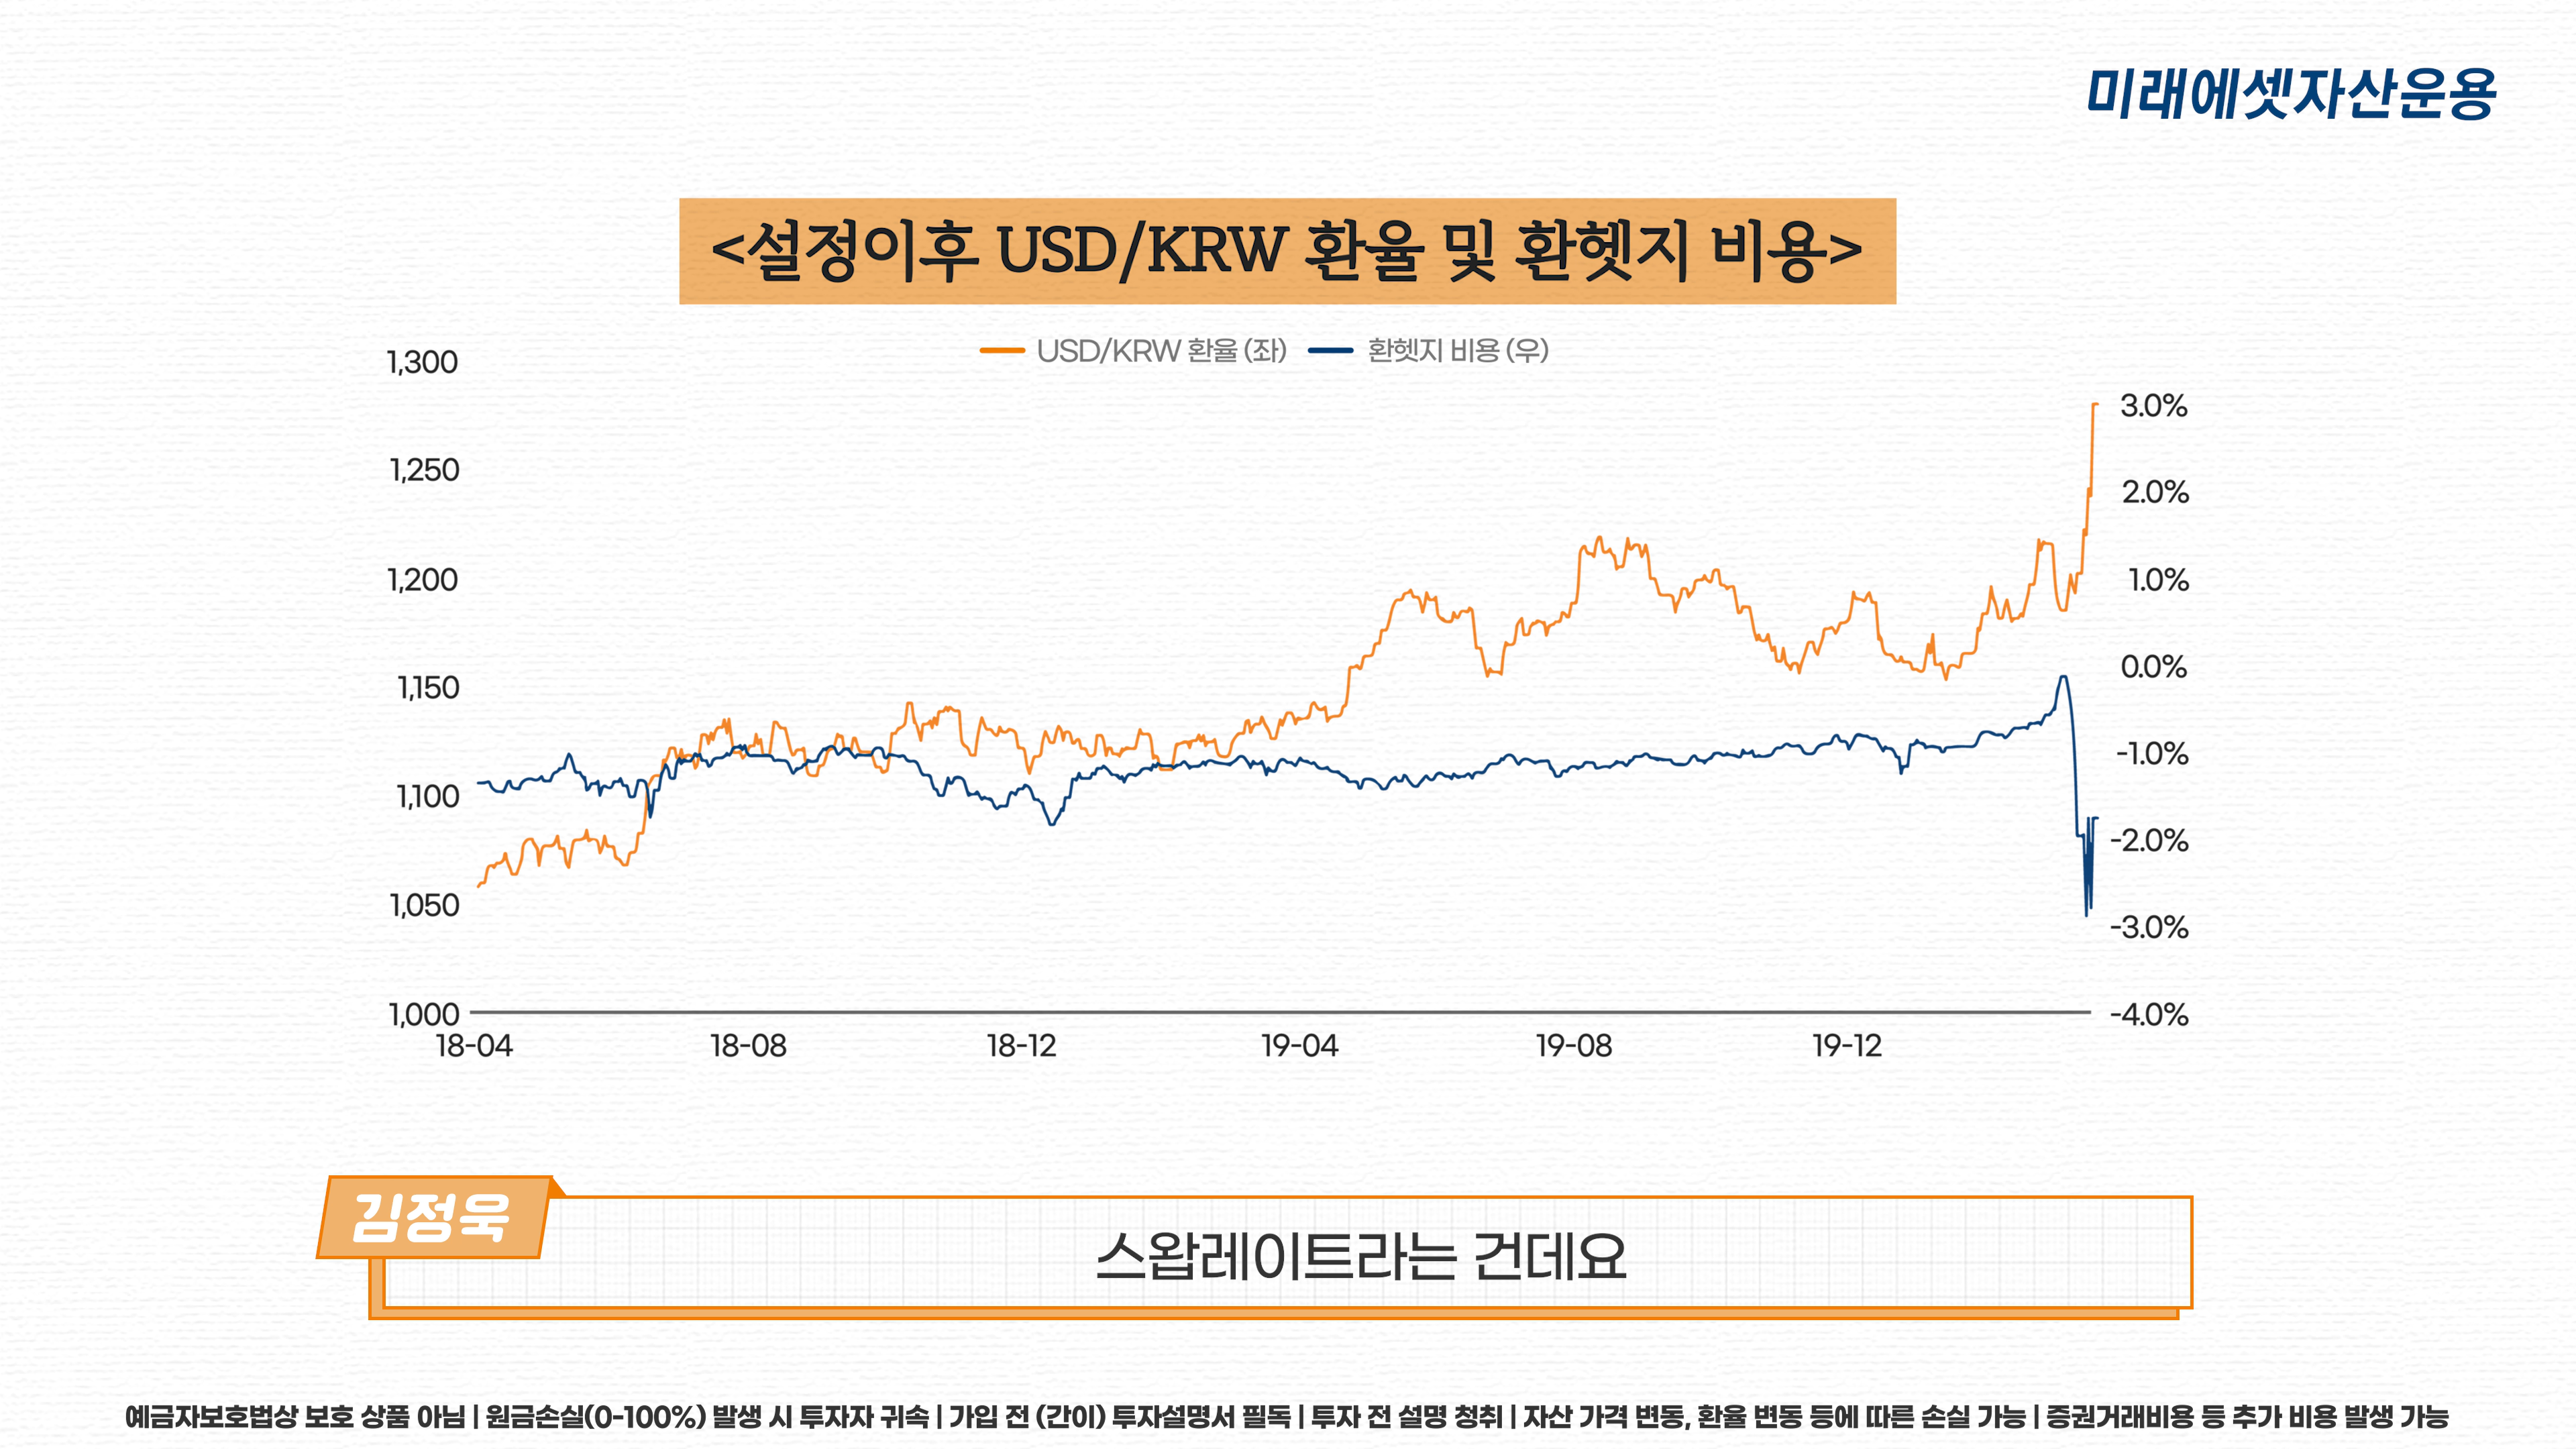 미래에셋자산운용
<설정이후 USD/KRW 환율 및 환헷지 비용>
USD/KRW 환율 (좌) 환헷지 비용 (우)
1,300
1,250
1,200
1,150
1,100
1,050
1,000
3.0%
2.0%
1.0%
0.0%
-1.0%
-2.0%
-3.0%
-4.0%
18-04 18-08 18-12 19-04 19-08 19-12
김정욱
스왑레이트라는 건데요
예금자보호법상 보호 상품 아님 | 원금손실(0-100%) 발생 시 투자자 귀속 | 가입 전 (간이) 투자설명서 필독 | 투자 전 설명 청취 | 자산 가격 변동, 환율 변동 등에 따른 손실 가능 | 증권거래비용 등 추가 비용 발생 가능